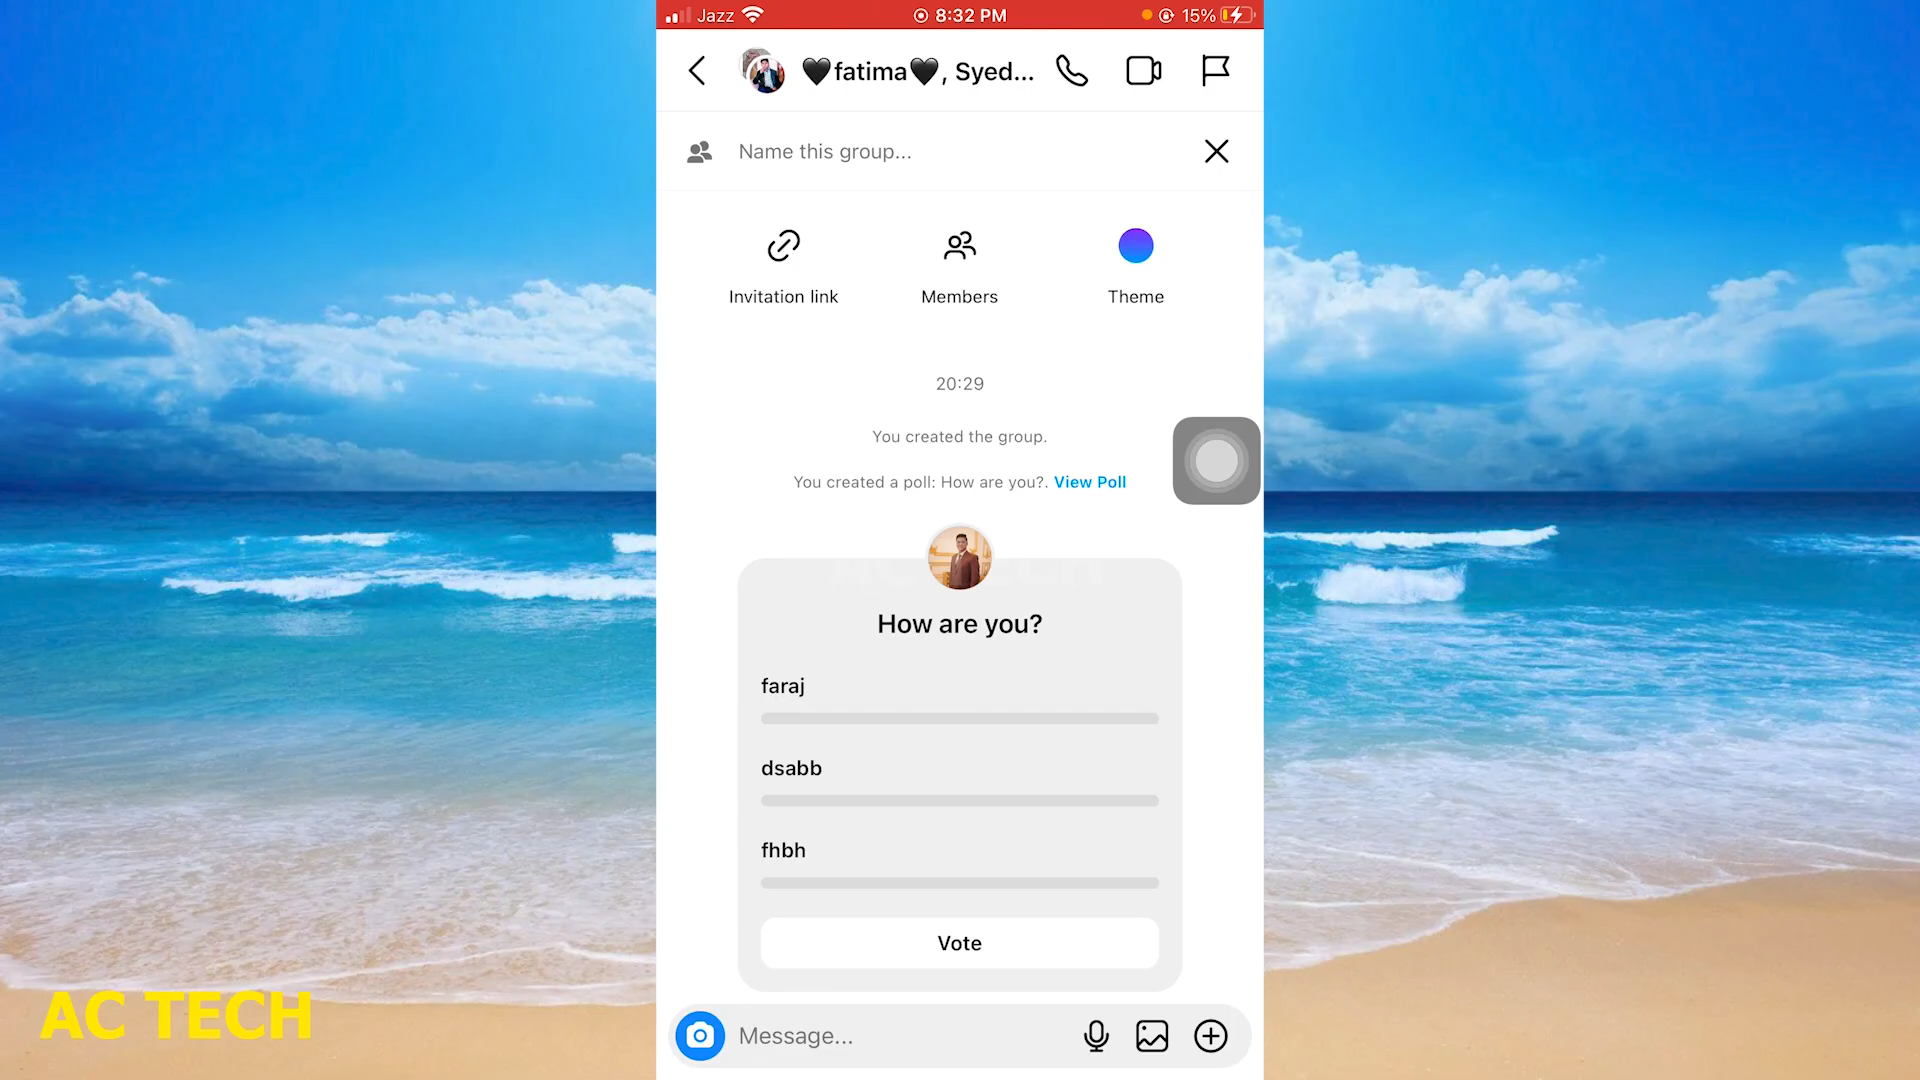 Jazz 8:32 PM 15%
🖤fatima🖤, Syed...
Name this group...
Invitation link Members Theme
20:29
You created the group.
You created a poll: How are you?. View Poll
AC TECH
How are you?
faraj
dsabb
fhbh
Vote
AC TECH
Message...